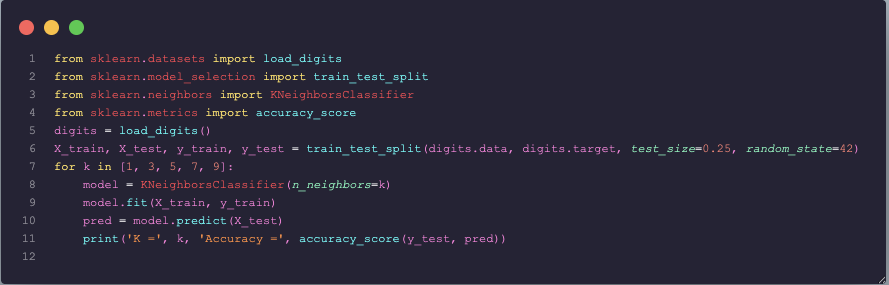 1 from sklearn.datasets import load_digits
2 from sklearn.model_selection import train_test_split
3 from sklearn.neighbors import KNeighborsClassifier
4 from sklearn.metrics import accuracy_score
5 digits = load_digits()
6 X_train, X_test, y_train, y_test = train_test_split(digits.data, digits.target, test_size=0.25, random_state=42)
7 for k in [1, 3, 5, 7, 9]:
8     model = KNeighborsClassifier(n_neighbors=k)
9     model.fit(X_train, y_train)
10     pred = model.predict(X_test)
11     print('K =', k, 'Accuracy =', accuracy_score(y_test, pred))
12